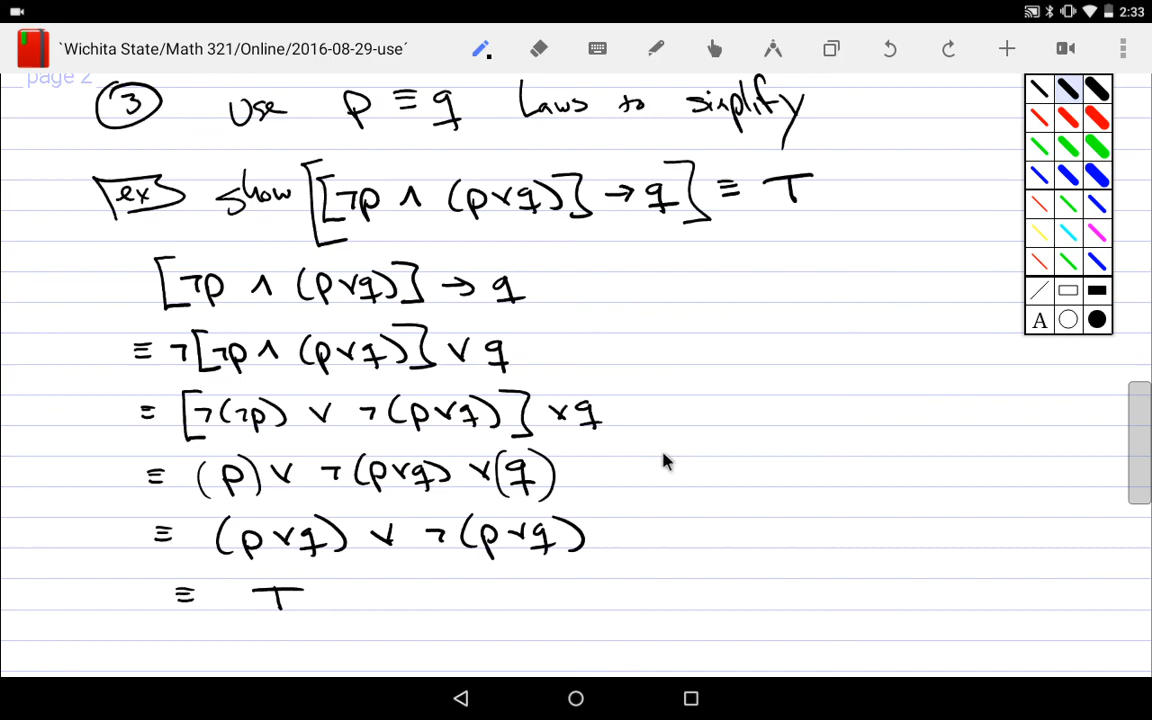 2:33
`Wichita State/Math 321/Online/2016-08-29-use´
page 2
③ Use p ≡ q Laws to simplify
ex show [[¬p ∧ (p∨q)] → q] ≡ T
[¬p ∧ (p∨q)] → q
≡ ¬[¬p ∧ (p∨q)] ∨ q
≡ [¬(¬p) ∨ ¬(p∨q)] ∨ q
≡ (p) ∨ ¬(p∨q) ∨ (q)
≡ (p∨q) ∨ ¬(p∨q)
≡ T
A